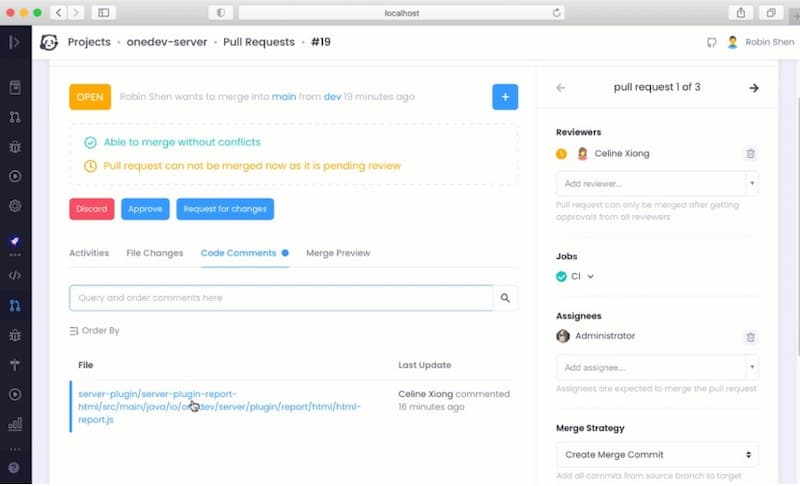 localhost
Projects • onedev-server • Pull Requests • #19
Robin Shen
OPEN
Robin Shen wants to merge into main from dev 19 minutes ago
+
Able to merge without conflicts
Pull request can not be merged now as it is pending review
Discard
Approve
Request for changes
Activities
File Changes
Code Comments
Merge Preview
Query and order comments here
Order By
File
Last Update
server-plugin/server-plugin-report-
html/src/main/java/io/onedev/server/plugin/report/html/html-
report.js
Celine Xiong commented
16 minutes ago
pull request 1 of 3
Reviewers
Celine Xiong
Add reviewer...
Pull request can only be merged after getting
approvals from all reviewers
Jobs
CI
Assignees
Administrator
Add assignee...
Assignees are expected to merge the pull request
Merge Strategy
Create Merge Commit
Add all commits from source branch to target